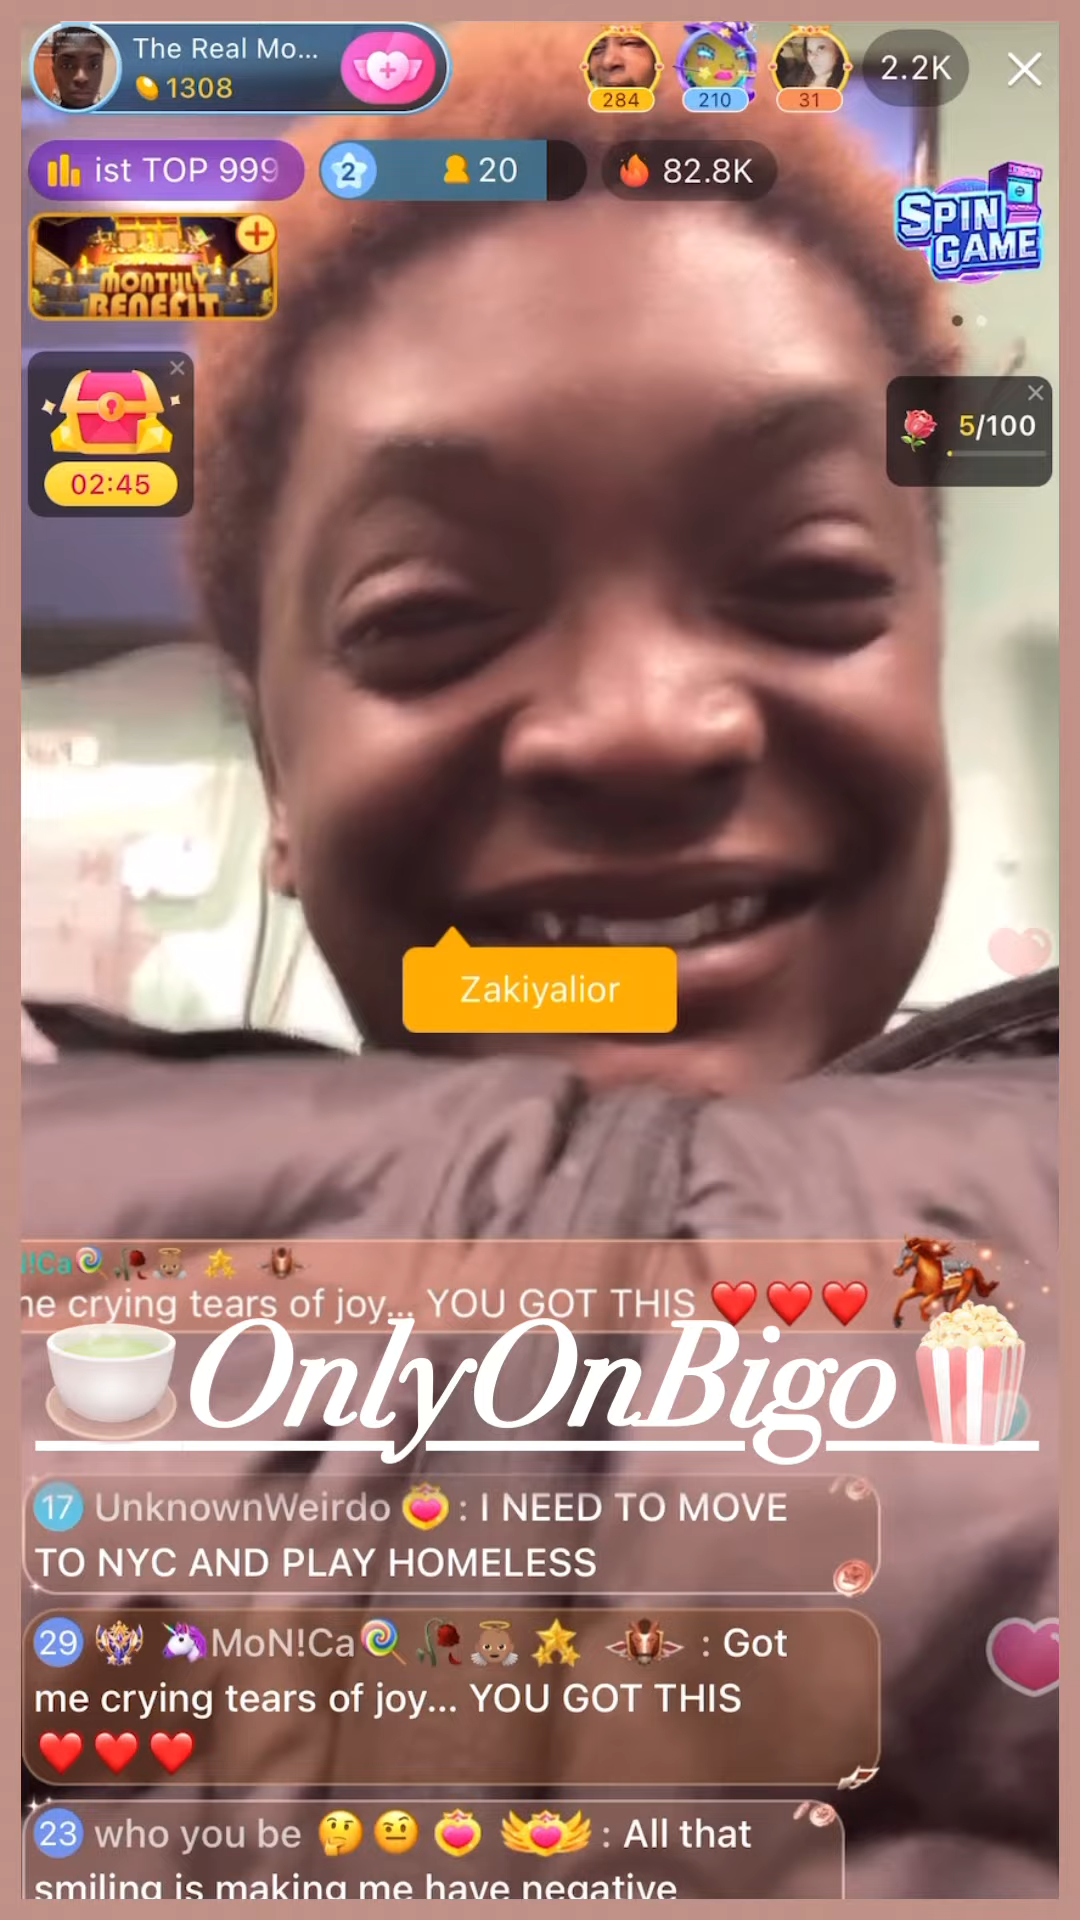 The Real Mo...
1308
284
210
31
2.2K
ist TOP 999
2
20
82.8K
SPIN
GAME
MONTHLY
BENEFIT
02:45
5/100
Zakiyalior
!Ca
me crying tears of joy... YOU GOT THIS ❤️❤️❤️
OnlyOnBigo
17 UnknownWeirdo : I NEED TO MOVE
TO NYC AND PLAY HOMELESS
29 🦄MoN!Ca🍭🥀👼🏽🌟 : Got
me crying tears of joy... YOU GOT THIS
❤️❤️❤️
23 who you be 🤔🤨 : All that
smiling is making me have negative